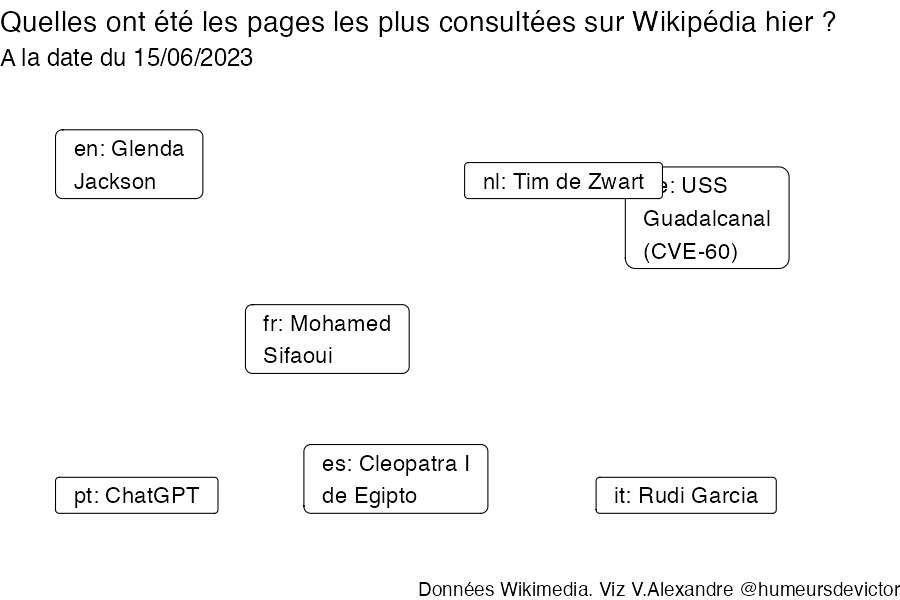 Quelles ont été les pages les plus consultées sur Wikipédia hier ?
A la date du 15/06/2023
en: Glenda
Jackson
nl: Tim de Zwart
e: USS
Guadalcanal
(CVE-60)
fr: Mohamed
Sifaoui
es: Cleopatra I
de Egipto
pt: ChatGPT
it: Rudi Garcia
Données Wikimedia. Viz V.Alexandre @humeursdevictor